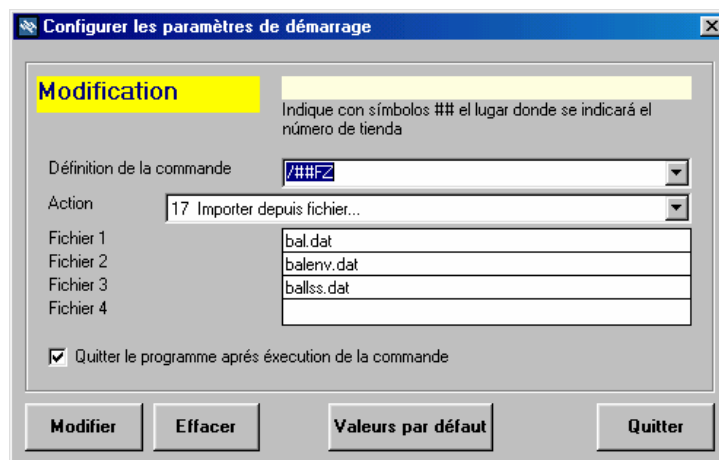 Configurer les paramètres de démarrage
Modification
Indique con símbolos ## el lugar donde se indicará el
número de tienda
Définition de la commande /##FZ
Action 17 Importer depuis fichier...
Fichier 1 bal.dat
Fichier 2 balenv.dat
Fichier 3 ballss.dat
Fichier 4
Quitter le programme aprés éxecution de la commande
Modifier Effacer Valeurs par défaut Quitter